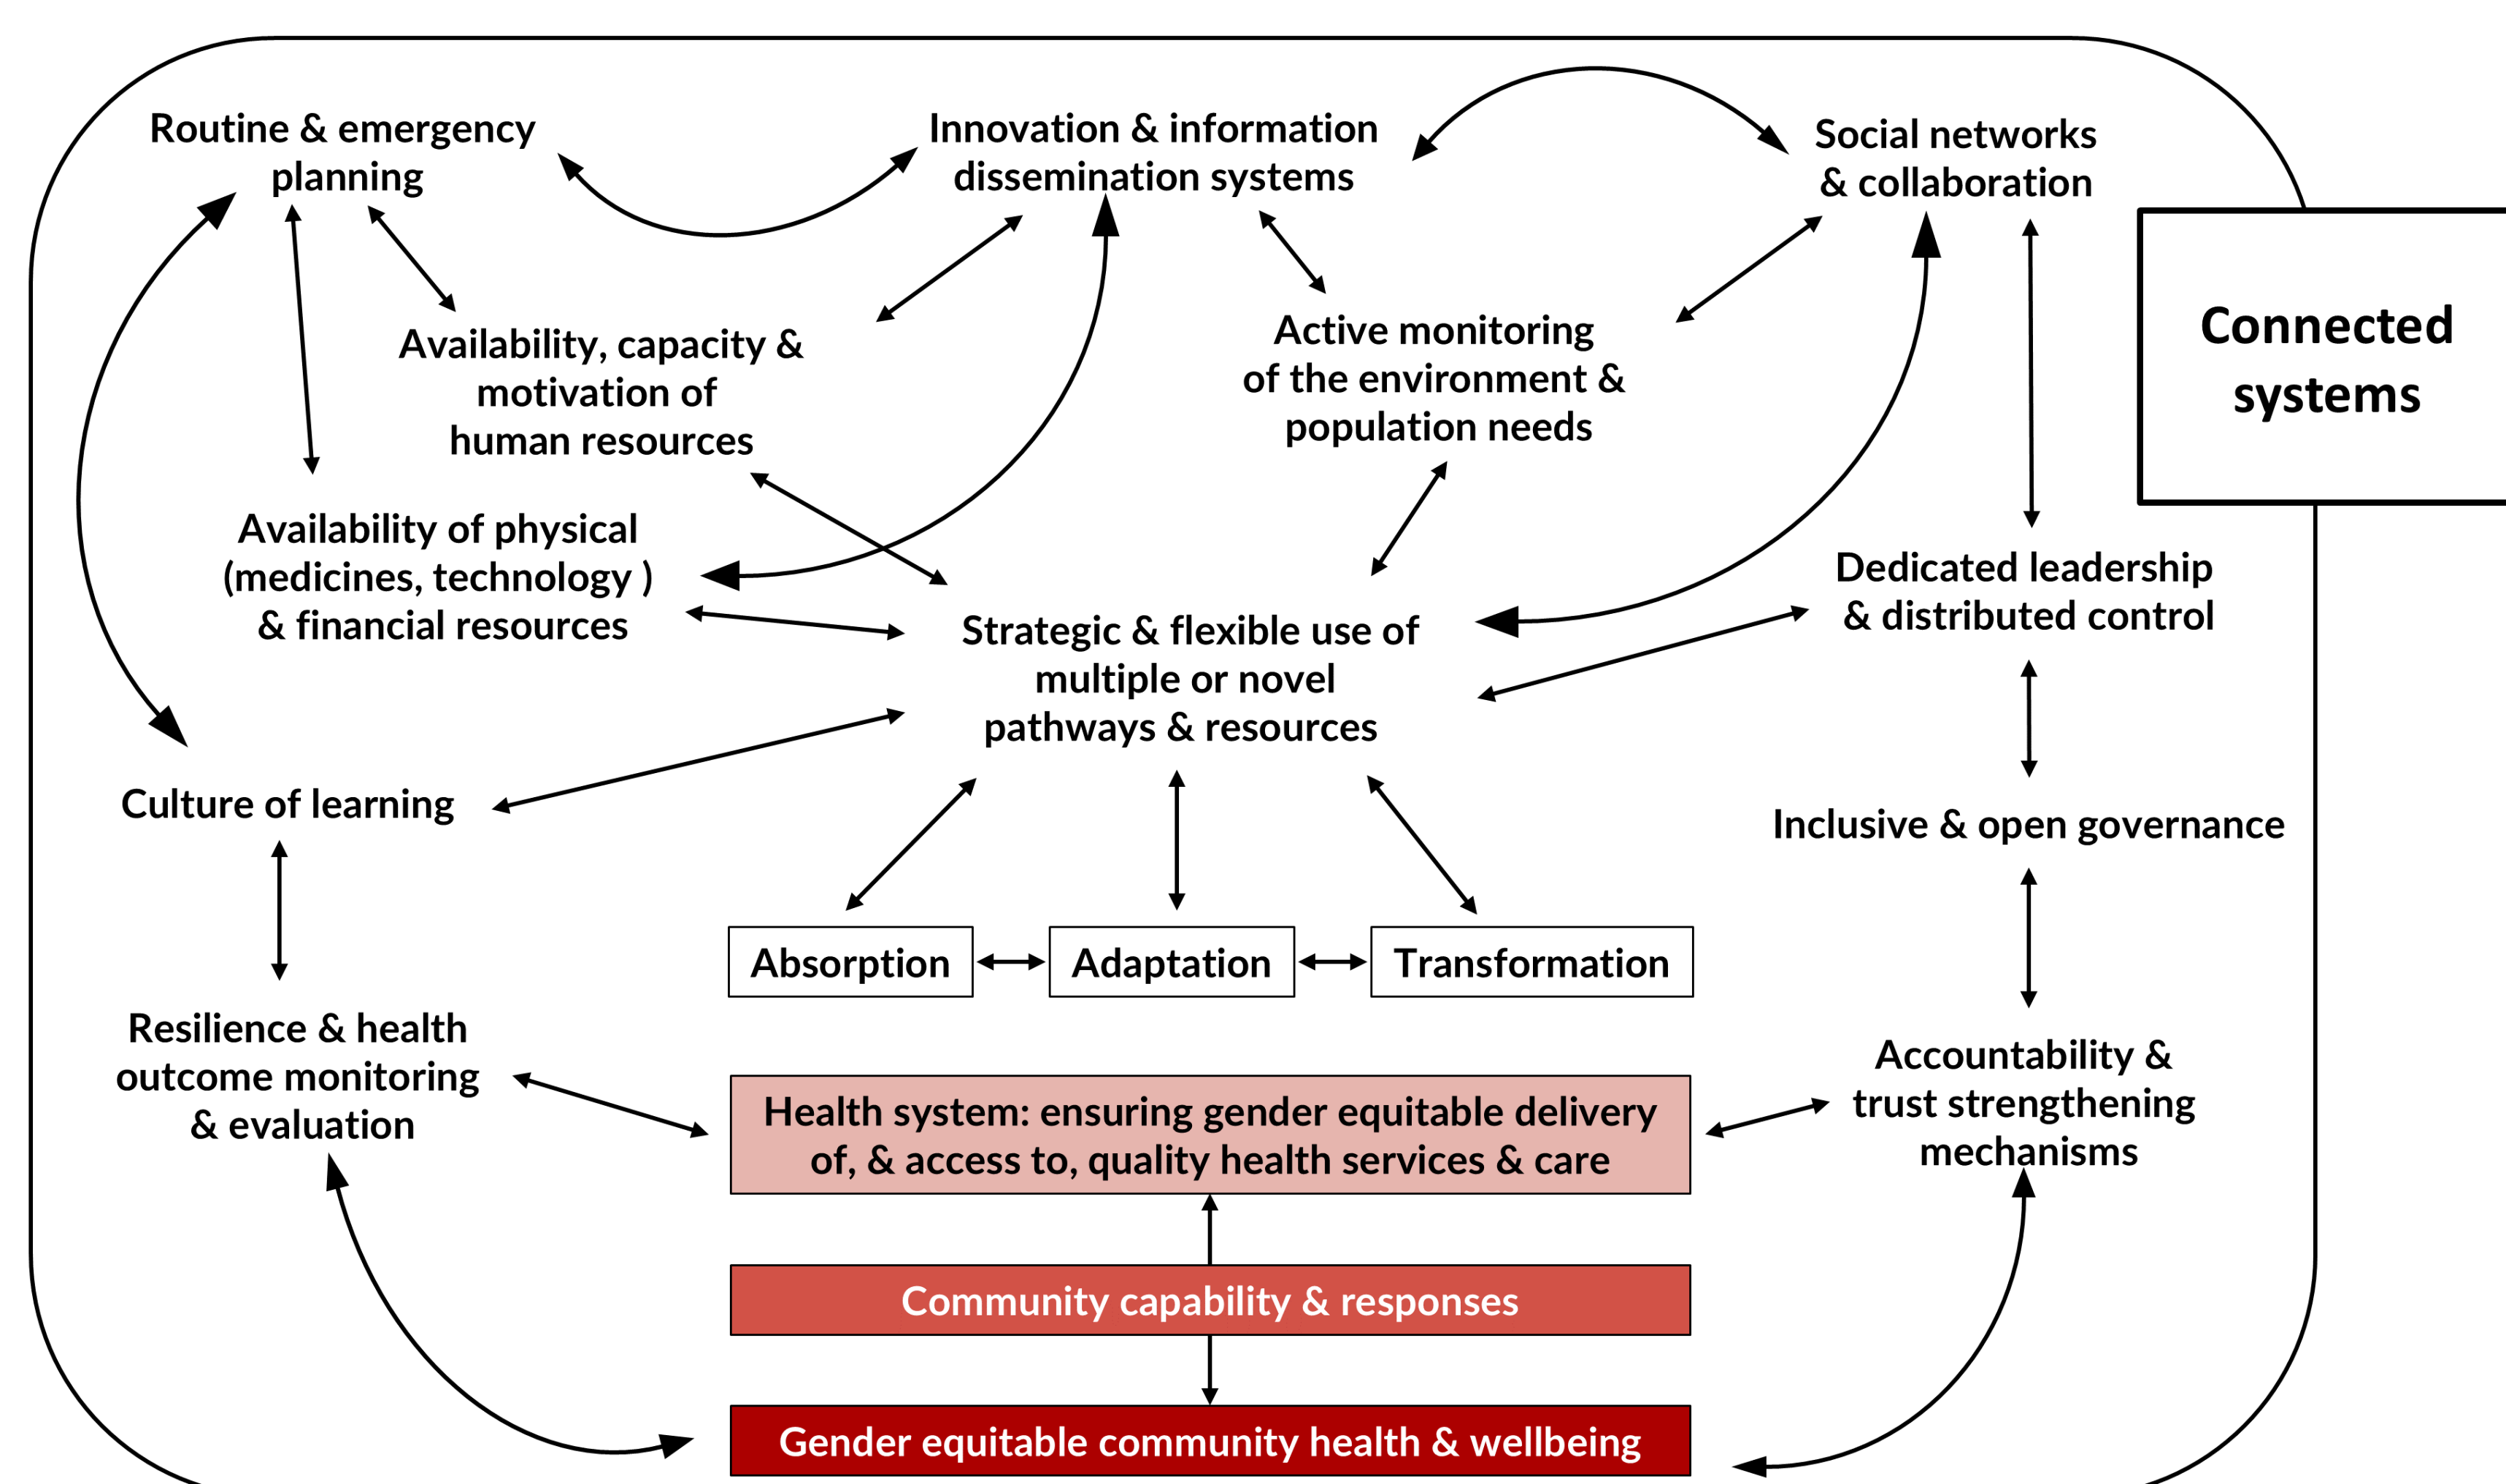 Routine & emergency
planning
Innovation & information
dissemination systems
Social networks
& collaboration
Connected
systems
Availability, capacity &
motivation of
human resources
Active monitoring
of the environment &
population needs
Availability of physical
(medicines, technology )
& financial resources
Strategic & flexible use of
multiple or novel
pathways & resources
Dedicated leadership
& distributed control
Culture of learning
Inclusive & open governance
Absorption
Adaptation
Transformation
Resilience & health
outcome monitoring
& evaluation
Health system: ensuring gender equitable delivery
of, & access to, quality health services & care
Accountability &
trust strengthening
mechanisms
Community capability & responses
Gender equitable community health & wellbeing